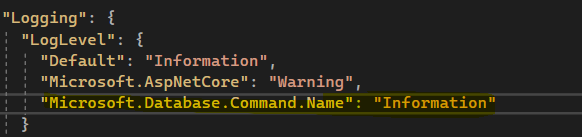 "Logging": {
"LogLevel": {
"Default": "Information",
"Microsoft.AspNetCore": "Warning",
"Microsoft.Database.Command.Name": "Information"
}